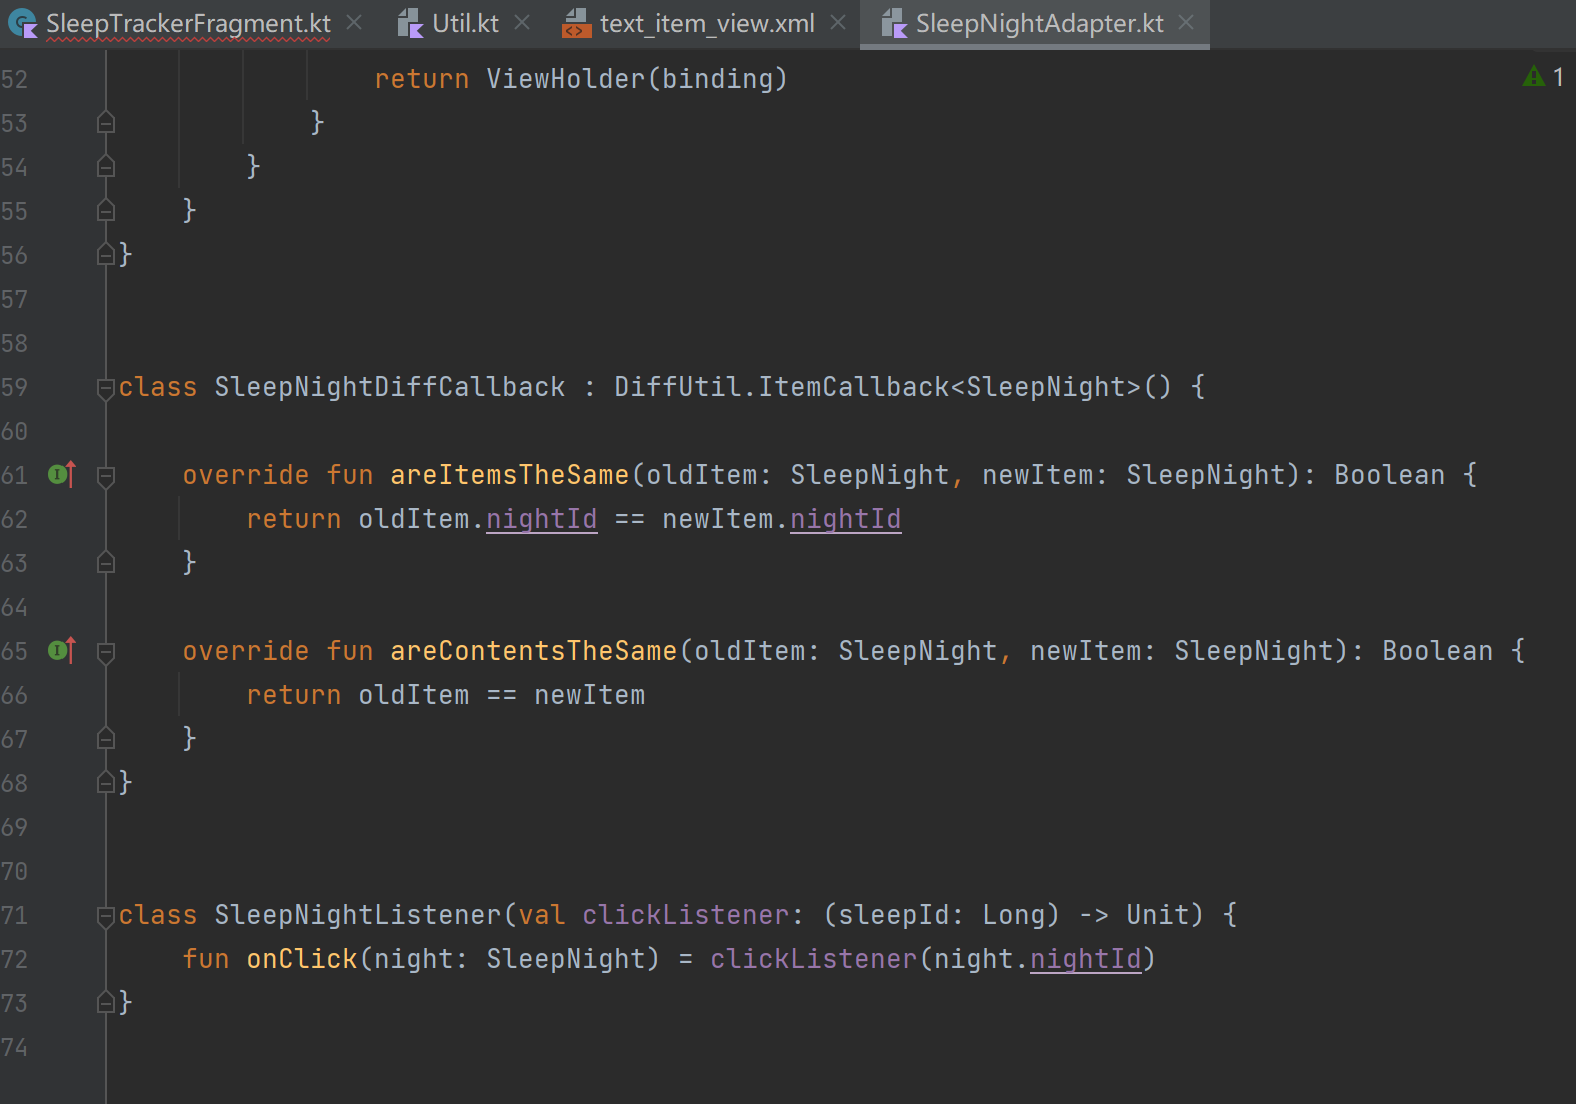 SleepTrackerFragment.kt Util.kt text_item_view.xml SleepNightAdapter.kt
52 return ViewHolder(binding) 1
53 }
54 }
55 }
56 }
57
58
59 class SleepNightDiffCallback : DiffUtil.ItemCallback<SleepNight>() {
60
61 override fun areItemsTheSame(oldItem: SleepNight, newItem: SleepNight): Boolean {
62 return oldItem.nightId == newItem.nightId
63 }
64
65 override fun areContentsTheSame(oldItem: SleepNight, newItem: SleepNight): Boolean {
66 return oldItem == newItem
67 }
68 }
69
70
71 class SleepNightListener(val clickListener: (sleepId: Long) -> Unit) {
72 fun onClick(night: SleepNight) = clickListener(night.nightId)
73 }
74